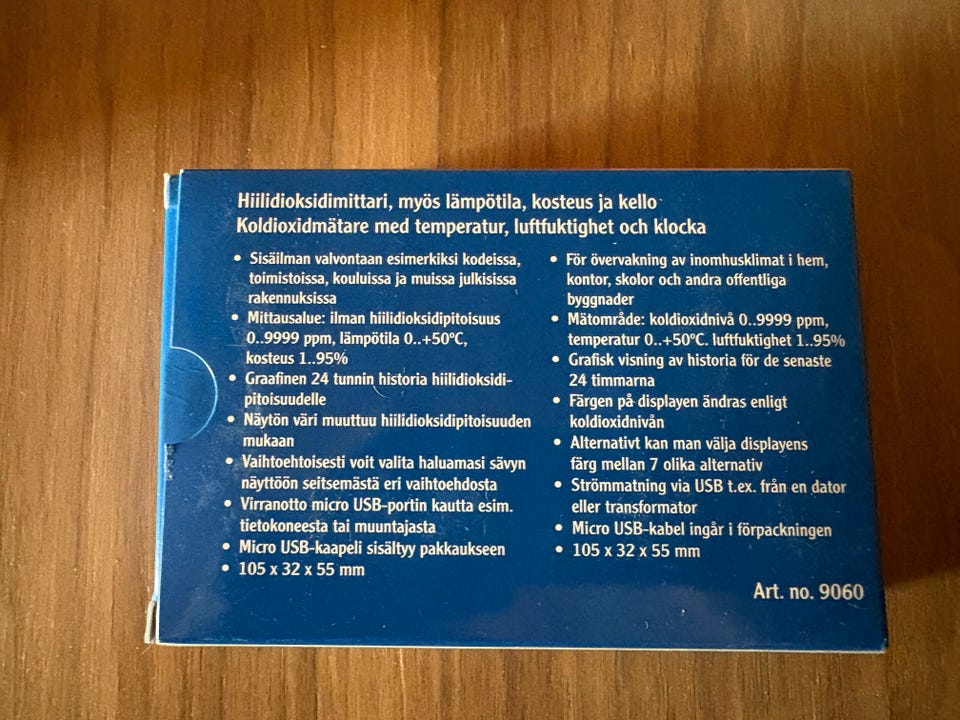 Hiilidioksidimittari, myös lämpötila, kosteus ja kello
Koldioxidmätare med temperatur, luftfuktighet och klocka
• Sisäilman valvontaan esimerkiksi kodeissa,
toimistoissa, kouluissa ja muissa julkisissa
rakennuksissa
• Mittausalue: ilman hiilidioksidipitoisuus
0..9999 ppm, lämpötila 0..+50°C,
kosteus 1..95%
• Graafinen 24 tunnin historia hiilidioksidi-
pitoisuudelle
• Näytön väri muuttuu hiilidioksidipitoisuuden
mukaan
• Vaihtoehtoisesti voit valita haluamasi sävyn
näyttöön seitsemästä eri vaihtoehdosta
• Virranotto micro USB-portin kautta esim.
tietokoneesta tai muuntajasta
• Micro USB-kaapeli sisältyy pakkaukseen
• 105 x 32 x 55 mm
• För övervakning av inomhusklimat i hem,
kontor, skolor och andra offentliga
byggnader
• Mätområde: koldioxidnivå 0..9999 ppm,
temperatur 0..+50°C. luftfuktighet 1..95%
• Grafisk visning av historia för de senaste
24 timmarna
• Färgen på displayen ändras enligt
koldioxidnivån
• Alternativt kan man välja displayens
färg mellan 7 olika alternativ
• Strömmatning via USB t.ex. från en dator
eller transformator
• Micro USB-kabel ingår i förpackningen
• 105 x 32 x 55 mm
Art. no. 9060